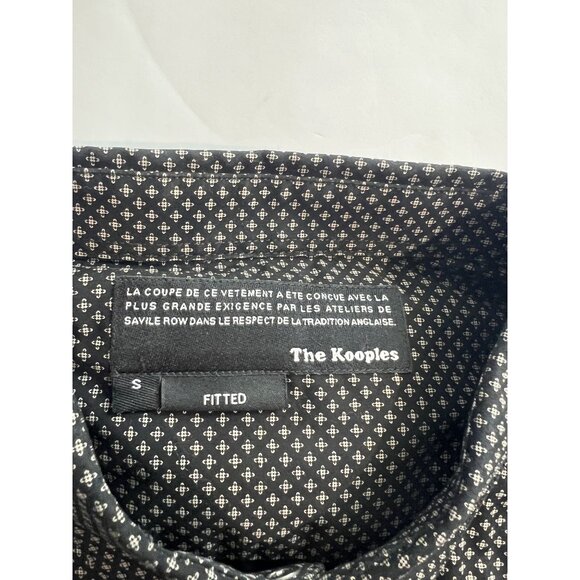 LA COUPE DE CE VETEMENT A ETE CONCUE AVEC LA
PLUS GRANDE EXIGENCE PAR LES ATELIERS DE
SAVILE ROW DANS LE RESPECT DE LA TRADITION ANGLAISE.
The Kooples
S
FITTED